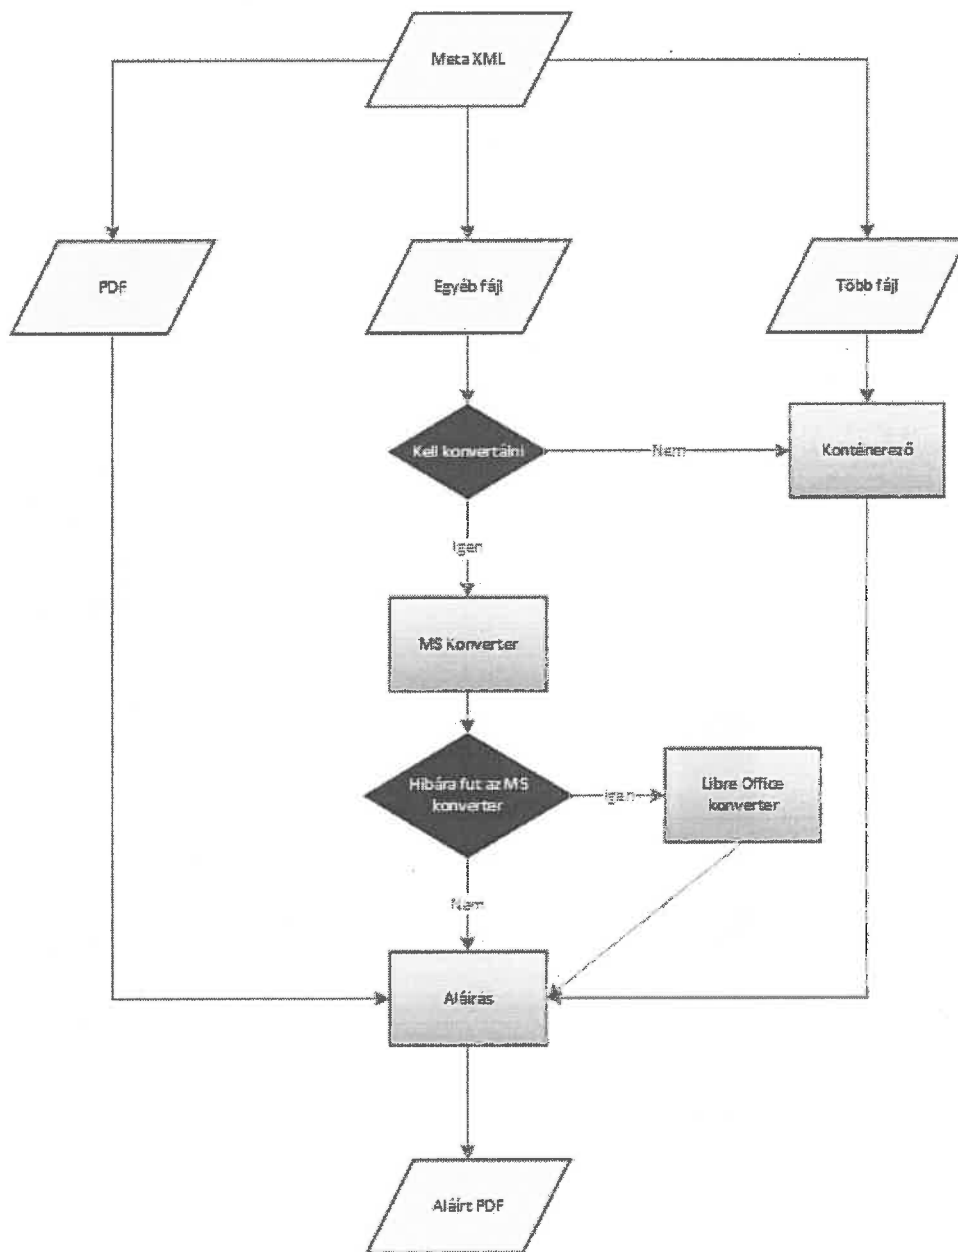 Meta XML
PDF
Egyéb fájl
Több fájl
Kell konvertálni
Nem
Konténerező
Igen
MS Konverter
Hibára fut az MS
konverter
Igen
Libre Office
konverter
Nem
Aláírás
Aláírt PDF